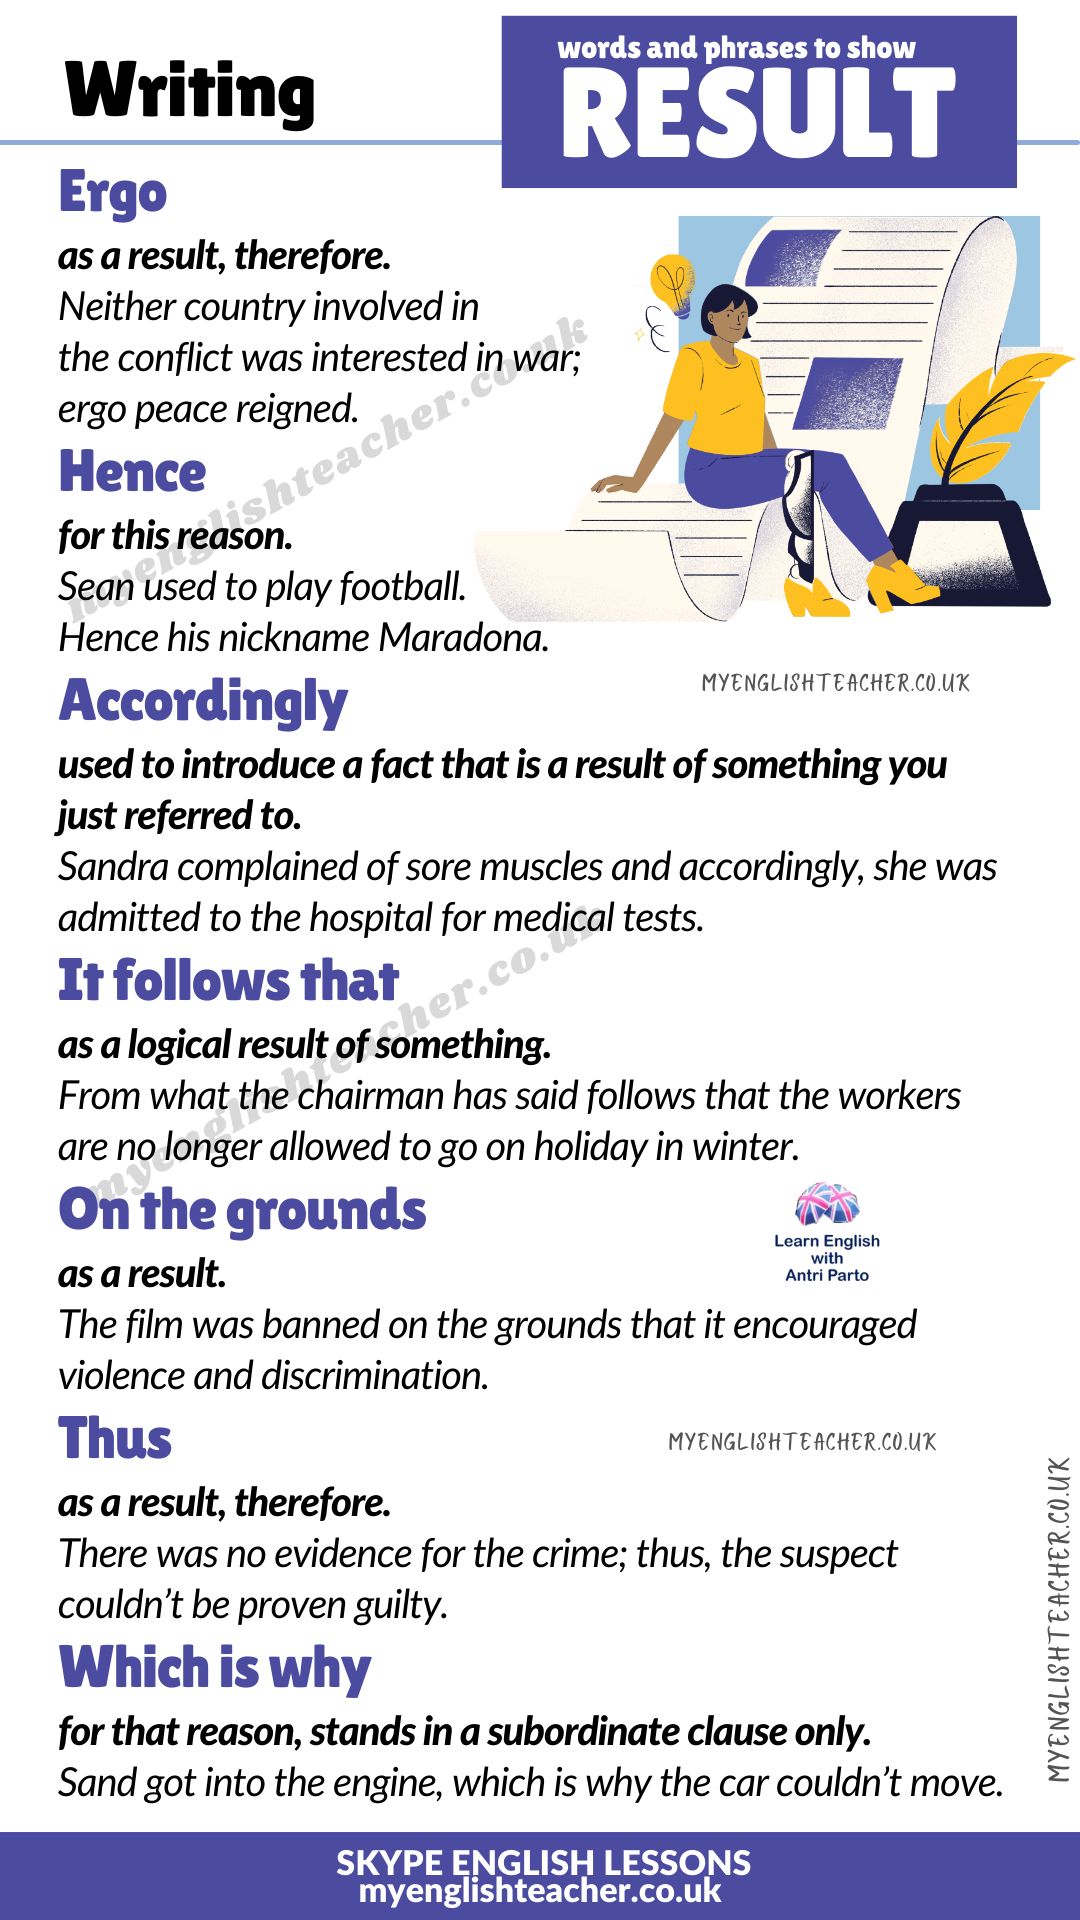 Writing
words and phrases to show
RESULT
Ergo
as a result, therefore.
Neither country involved in
the conflict was interested in war;
ergo peace reigned.
Hence
for this reason.
Sean used to play football.
Hence his nickname Maradona.
myenglishteacher.co.uk
MYENGLISHTEACHER.CO.UK
Accordingly
used to introduce a fact that is a result of something you
just referred to.
Sandra complained of sore muscles and accordingly, she was
admitted to the hospital for medical tests.
It follows that
as a logical result of something.
From what the chairman has said follows that the workers
are no longer allowed to go on holiday in winter.
myenglishteacher.co.uk
On the grounds
as a result.
Learn English
with
Antri Parto
The film was banned on the grounds that it encouraged
violence and discrimination.
Thus
MYENGLISHTEACHER.CO.UK
as a result, therefore.
There was no evidence for the crime; thus, the suspect
couldn't be proven guilty.
MYENGLISHTEACHER.CO.UK
Which is why
for that reason, stands in a subordinate clause only.
Sand got into the engine, which is why the car couldn't move.
SKYPE ENGLISH LESSONS
myenglishteacher.co.uk